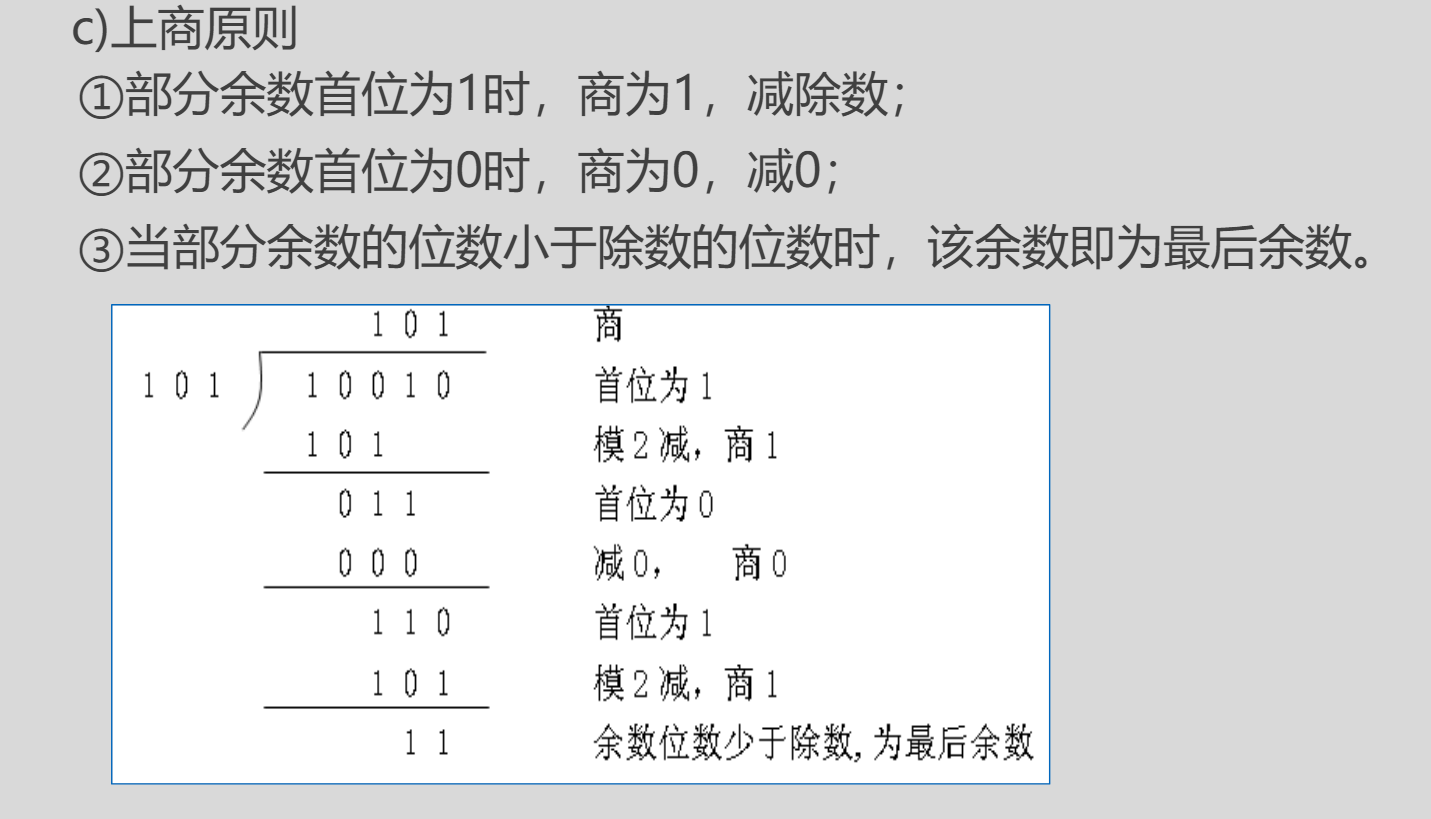 c)上商原则
①部分余数首位为1时，商为1，减除数；
②部分余数首位为0时，商为0，减0；
③当部分余数的位数小于除数的位数时，该余数即为最后余数。
1 0 1 商
1 0 1 1 0 0 1 0 首位为1
1 0 1 模2减，商1
0 1 1 首位为0
0 0 0 减0， 商0
1 1 0 首位为1
1 0 1 模2减，商1
1 1 余数位数少于除数,为最后余数